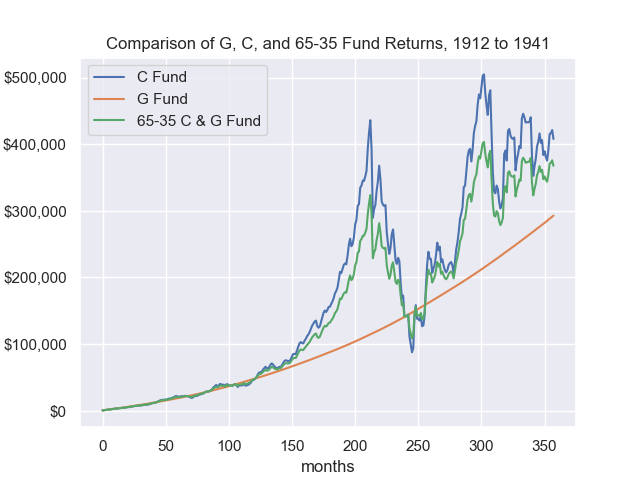 Comparison of G, C, and 65-35 Fund Returns, 1912 to 1941
C Fund
G Fund
65-35 C & G Fund
$500,000
$400,000
$300,000
$200,000
$100,000
$0
0 50 100 150 200 250 300 350
months